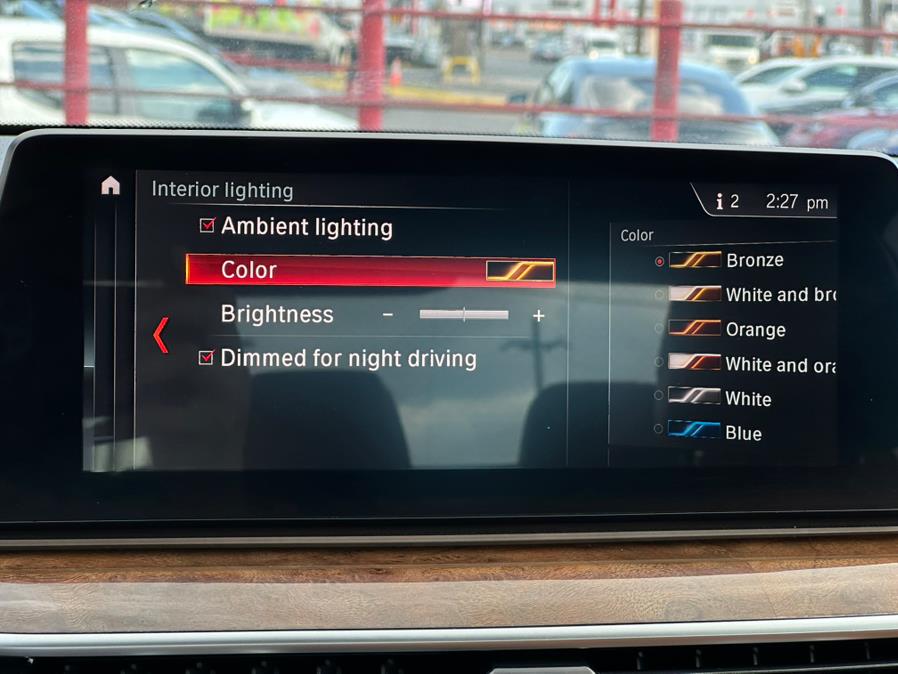 Interior lighting
i 2 2:27 pm
Ambient lighting
Color
Brightness - +
Dimmed for night driving
Color
Bronze
White and bro
Orange
White and ora
White
Blue